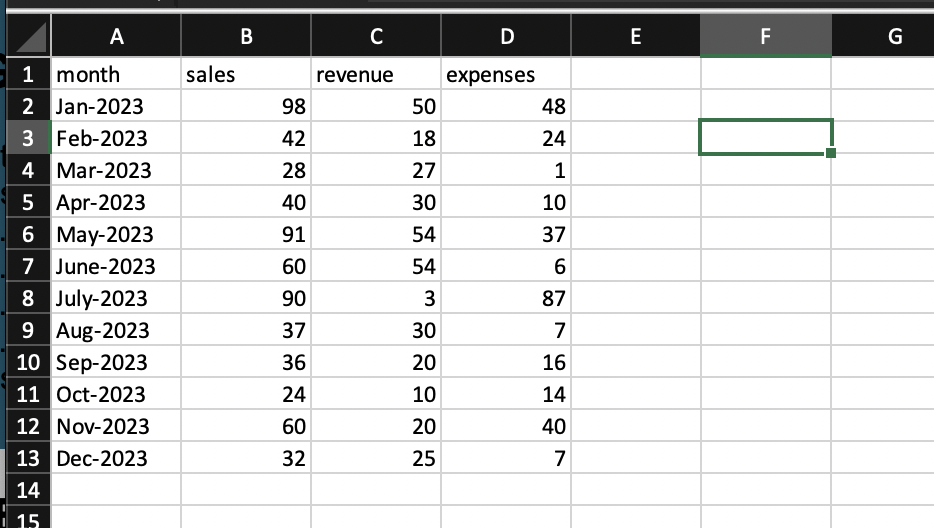 A B C D E F G
1 month sales revenue expenses
2 Jan-2023 98 50 48
3 Feb-2023 42 18 24
4 Mar-2023 28 27 1
5 Apr-2023 40 30 10
6 May-2023 91 54 37
7 June-2023 60 54 6
8 July-2023 90 3 87
9 Aug-2023 37 30 7
10 Sep-2023 36 20 16
11 Oct-2023 24 10 14
12 Nov-2023 60 20 40
13 Dec-2023 32 25 7
14
15